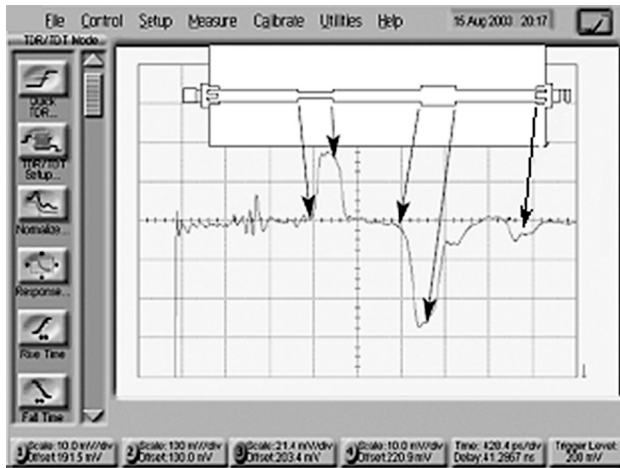 File Control Setup Measure Calibrate Utilities Help 15 Aug 2003 20:17
TDR/TDT Mode...
Quick
TDR...
TDR/TDT
Setup...
Normalize...
Response...
Rise Time
Fall Time
Scale:10.0 mV/div
Offset:191.5 mV
Scale:100 mV/div
Offset:100.0 mV
Scale:21.4 mV/div
Offset:203.4 mV
Scale:10.0 mV/div
Offset:220.9 mV
Time:420.4 ps/div
Delay:41.2967 ns
Trigger Level:
200 mV